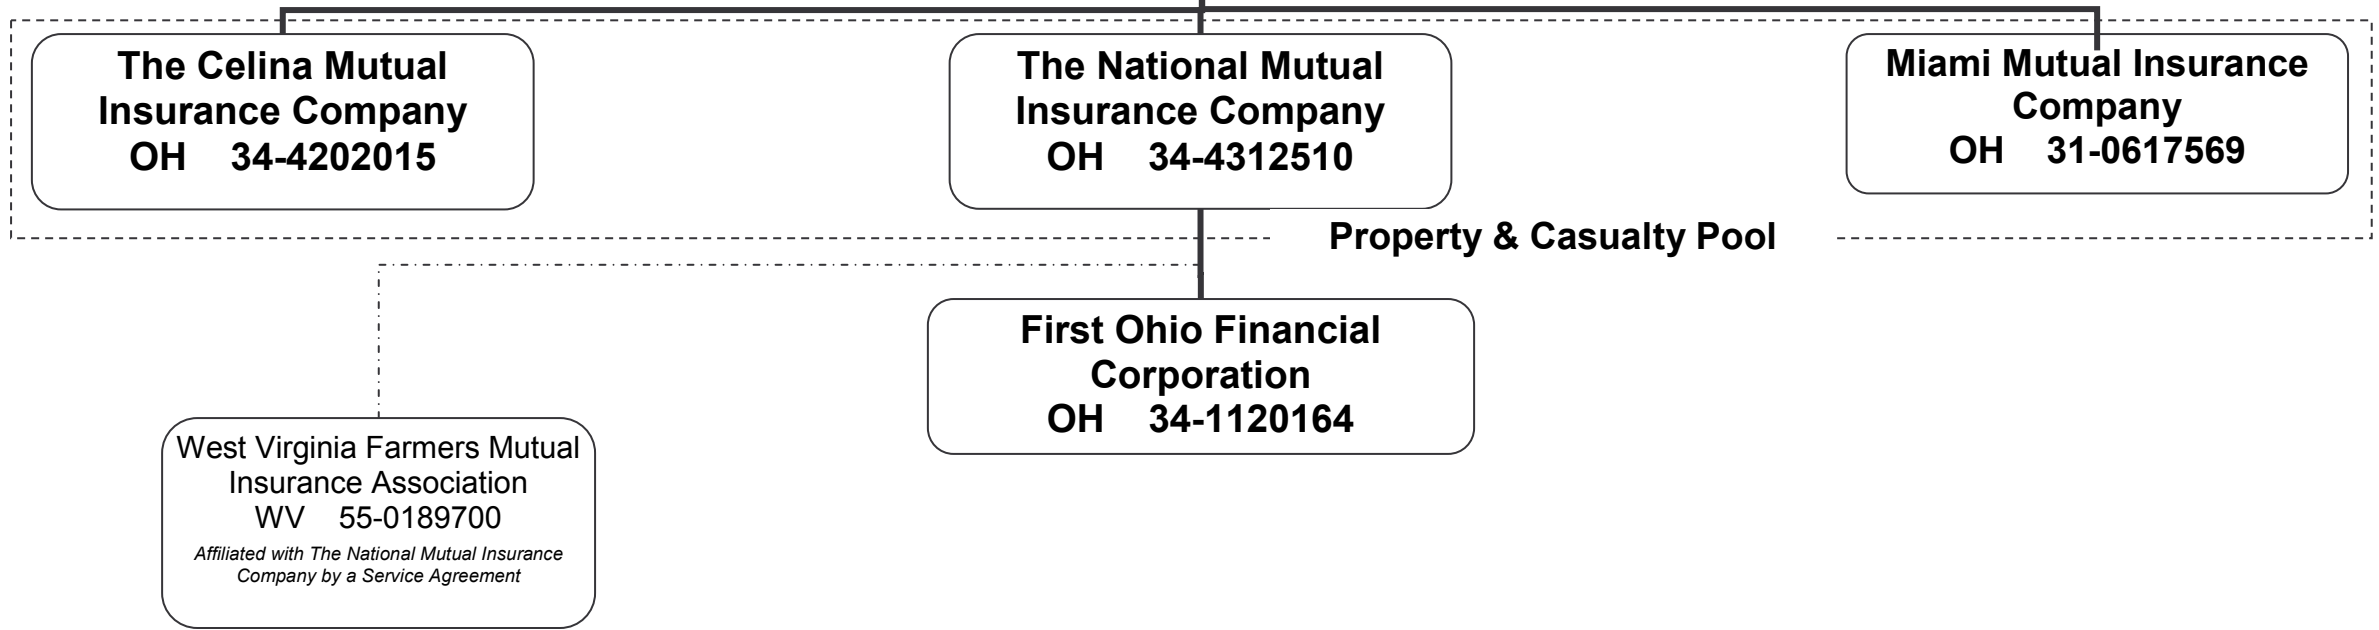 The Celina Mutual
Insurance Company
OH 34-4202015
The National Mutual
Insurance Company
OH 34-4312510
Miami Mutual Insurance
Company
OH 31-0617569
Property & Casualty Pool
First Ohio Financial
Corporation
OH 34-1120164
West Virginia Farmers Mutual
Insurance Association
WV 55-0189700
Affiliated with The National Mutual Insurance
Company by a Service Agreement